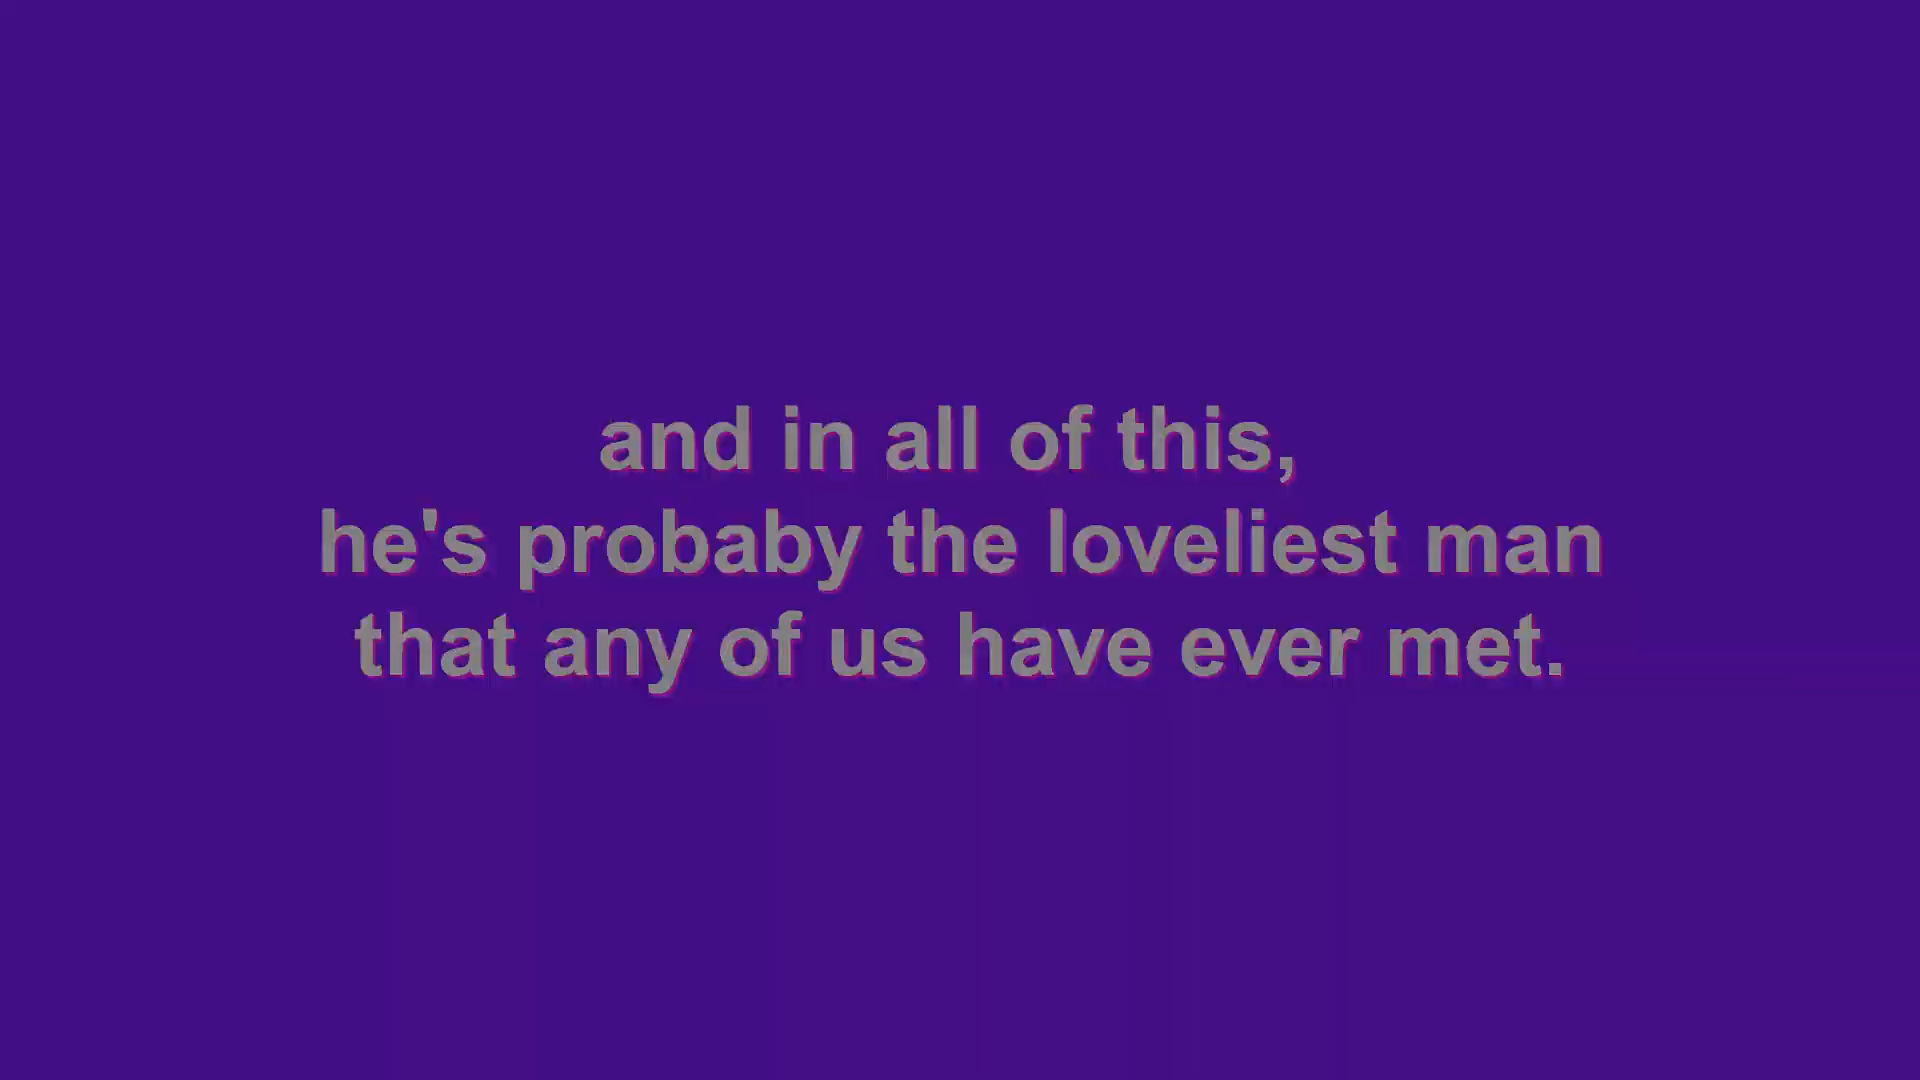 and in all of this,
he's probaby the loveliest man
that any of us have ever met.